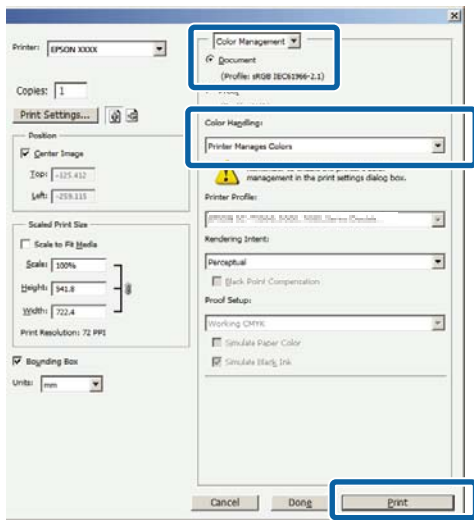 Printer: EPSON XXXX
Copies: 1
Print Settings...
Position
Center Image
Top: -125.412
Left: -259.115
Scaled Print Size
Scale to Fit Media
Scale: 100%
Height: 941.8
Width: 722.4
Print Resolution: 72 PPI
Bounding Box
Units: mm
Color Management
Document
(Profile: sRGB IEC61966-2.1)
Color Handling:
Printer Manages Colors
management in the print settings dialog box.
Printer Profile:
Rendering Intent:
Perceptual
Black Point Compensation
Proof Setup:
Working CMYK
Simulate Paper Color
Simulate Black Ink
Cancel
Done
Print